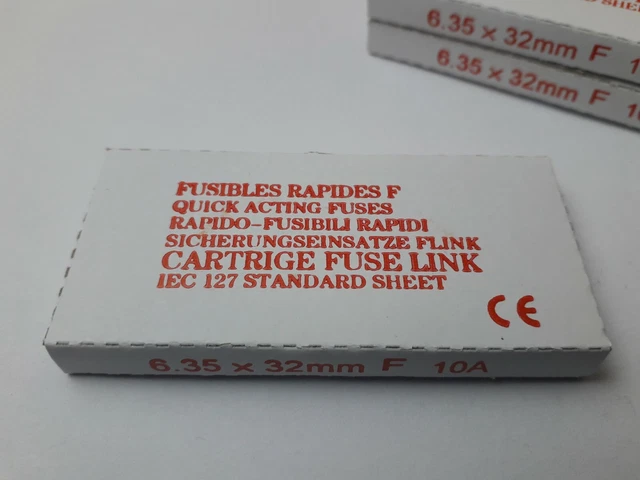 6.35 x 32mm F
6.35 x 32mm F
FUSIBLES RAPIDES F
QUICK ACTING FUSES
RAPIDO-FUSIBILI RAPIDI
SICHERUNGSEINSATZE FLINK
CARTRIGE FUSE LINK
IEC 127 STANDARD SHEET
CE
6.35 x 32mm F 10A